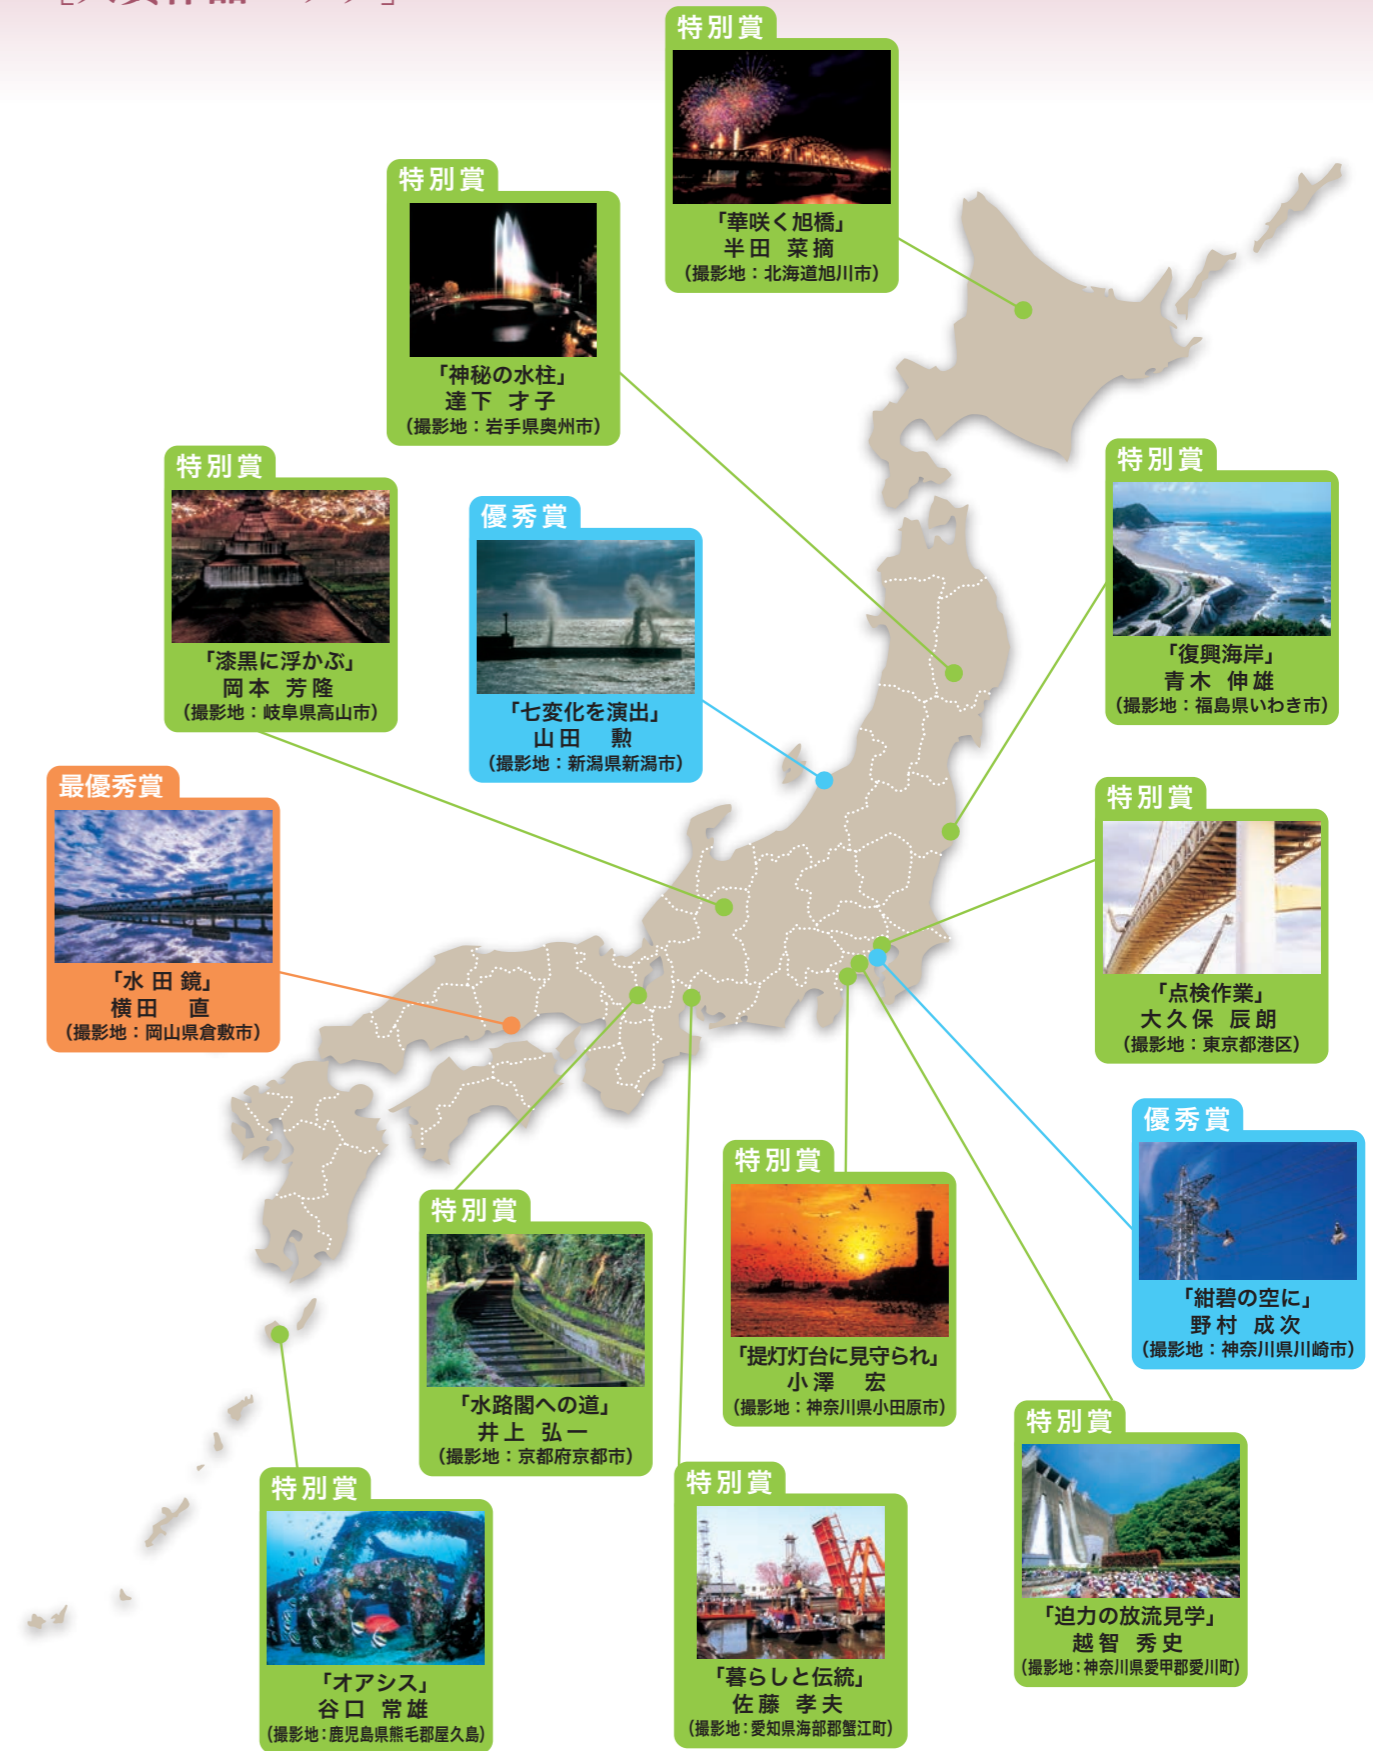 特別賞
「華咲く旭橋」
半田 菜摘
（撮影地：北海道旭川市）
特別賞
「神秘の水柱」
達下 才子
（撮影地：岩手県奥州市）
特別賞
「漆黒に浮かぶ」
岡本 芳隆
（撮影地：岐阜県高山市）
優秀賞
「七変化を演出」
山田 勲
（撮影地：新潟県新潟市）
特別賞
「復興海岸」
青木 伸雄
（撮影地：福島県いわき市）
最優秀賞
「水田鏡」
横田 直
（撮影地：岡山県倉敷市）
特別賞
「点検作業」
大久保 辰朗
（撮影地：東京都港区）
優秀賞
「紺碧の空に」
野村 成次
（撮影地：神奈川県川崎市）
特別賞
「提灯灯台に見守られ」
小澤 宏
（撮影地：神奈川県小田原市）
特別賞
「水路閣への道」
井上 弘一
（撮影地：京都府京都市）
特別賞
「迫力の放流見学」
越智 秀史
（撮影地：神奈川県愛甲郡愛川町）
特別賞
「暮らしと伝統」
佐藤 孝夫
（撮影地：愛知県海部郡蟹江町）
特別賞
「オアシス」
谷口 常雄
（撮影地：鹿児島県熊毛郡屋久島）